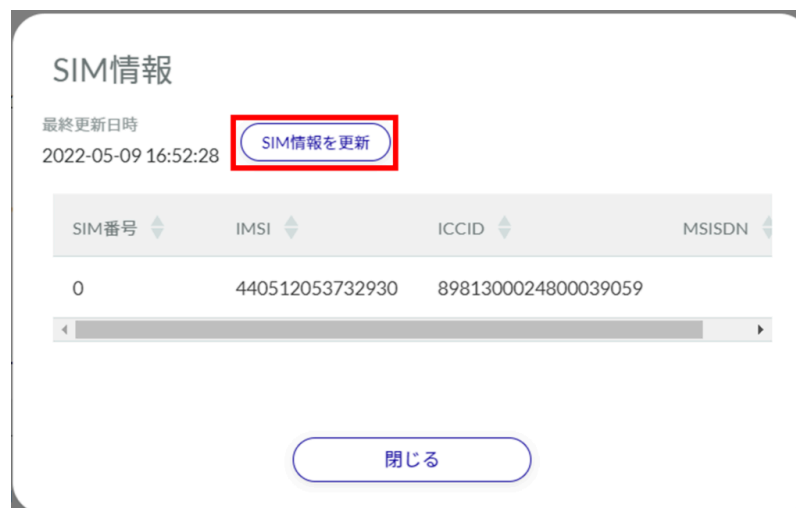 SIM情報
最終更新日時
2022-05-09 16:52:28 SIM情報を更新
SIM番号 IMSI ICCID MSISDN
0 440512053732930 8981300024800039059
閉じる